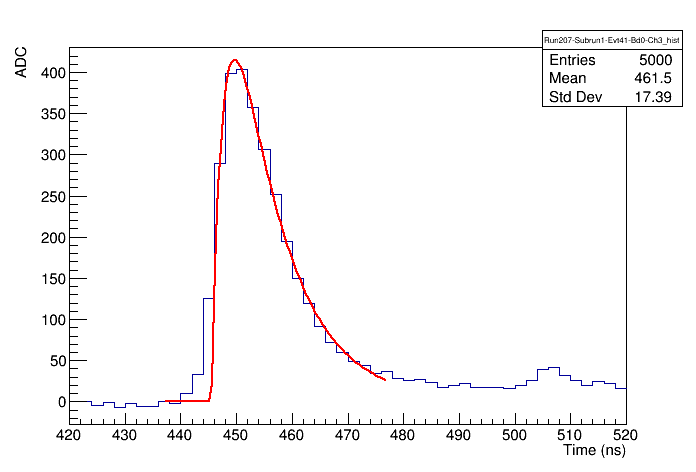 Run207-Subrun1-Evt41-Bd0-Ch3_hist
Entries 5000
Mean 461.5
Std Dev 17.39
ADC
400
350
300
250
200
150
100
50
0
420 430 440 450 460 470 480 490 500 510 520
Time (ns)